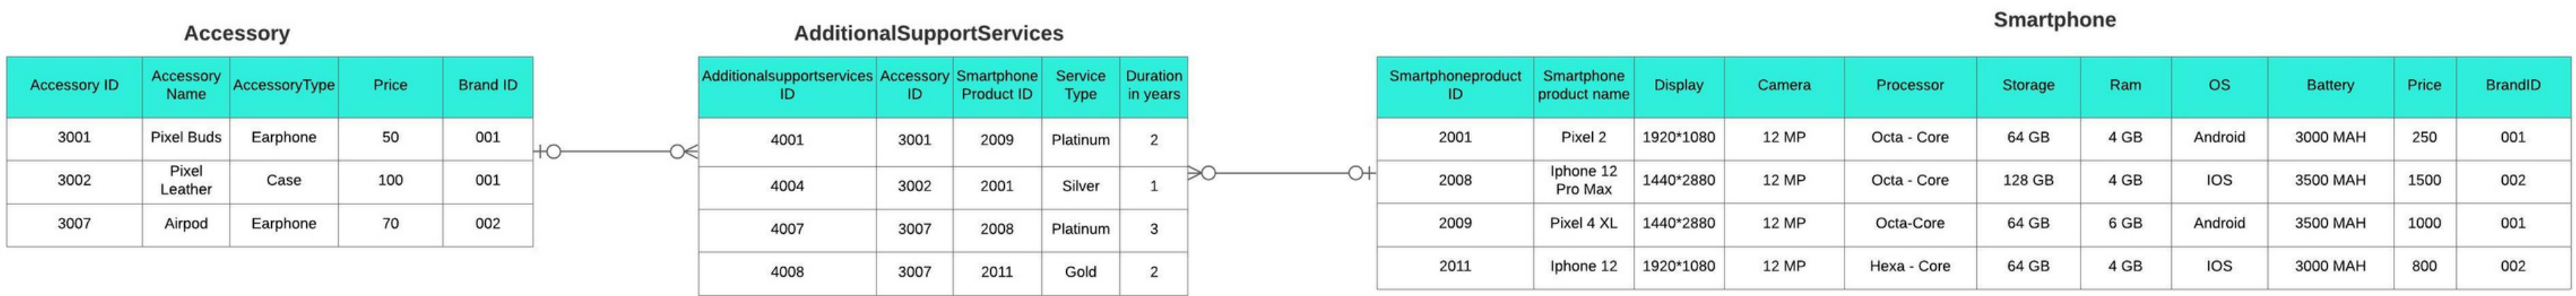 Accessory
Accessory ID Accessory Name AccessoryType Price Brand ID
3001 Pixel Buds Earphone 50 001
3002 Pixel Leather Case 100 001
3007 Airpod Earphone 70 002
AdditionalSupportServices
Additionalsupportservices ID Accessory ID Smartphone Product ID Service Type Duration in years
4001 3001 2009 Platinum 2
4004 3002 2001 Silver 1
4007 3007 2008 Platinum 3
4008 3007 2011 Gold 2
Smartphone
Smartphoneproduct ID Smartphone product name Display Camera Processor Storage Ram OS Battery Price BrandID
2001 Pixel 2 1920*1080 12 MP Octa - Core 64 GB 4 GB Android 3000 MAH 250 001
2008 Iphone 12 Pro Max 1440*2880 12 MP Octa - Core 128 GB 4 GB IOS 3500 MAH 1500 002
2009 Pixel 4 XL 1440*2880 12 MP Octa-Core 64 GB 6 GB Android 3500 MAH 1000 001
2011 Iphone 12 1920*1080 12 MP Hexa - Core 64 GB 4 GB IOS 3000 MAH 800 002